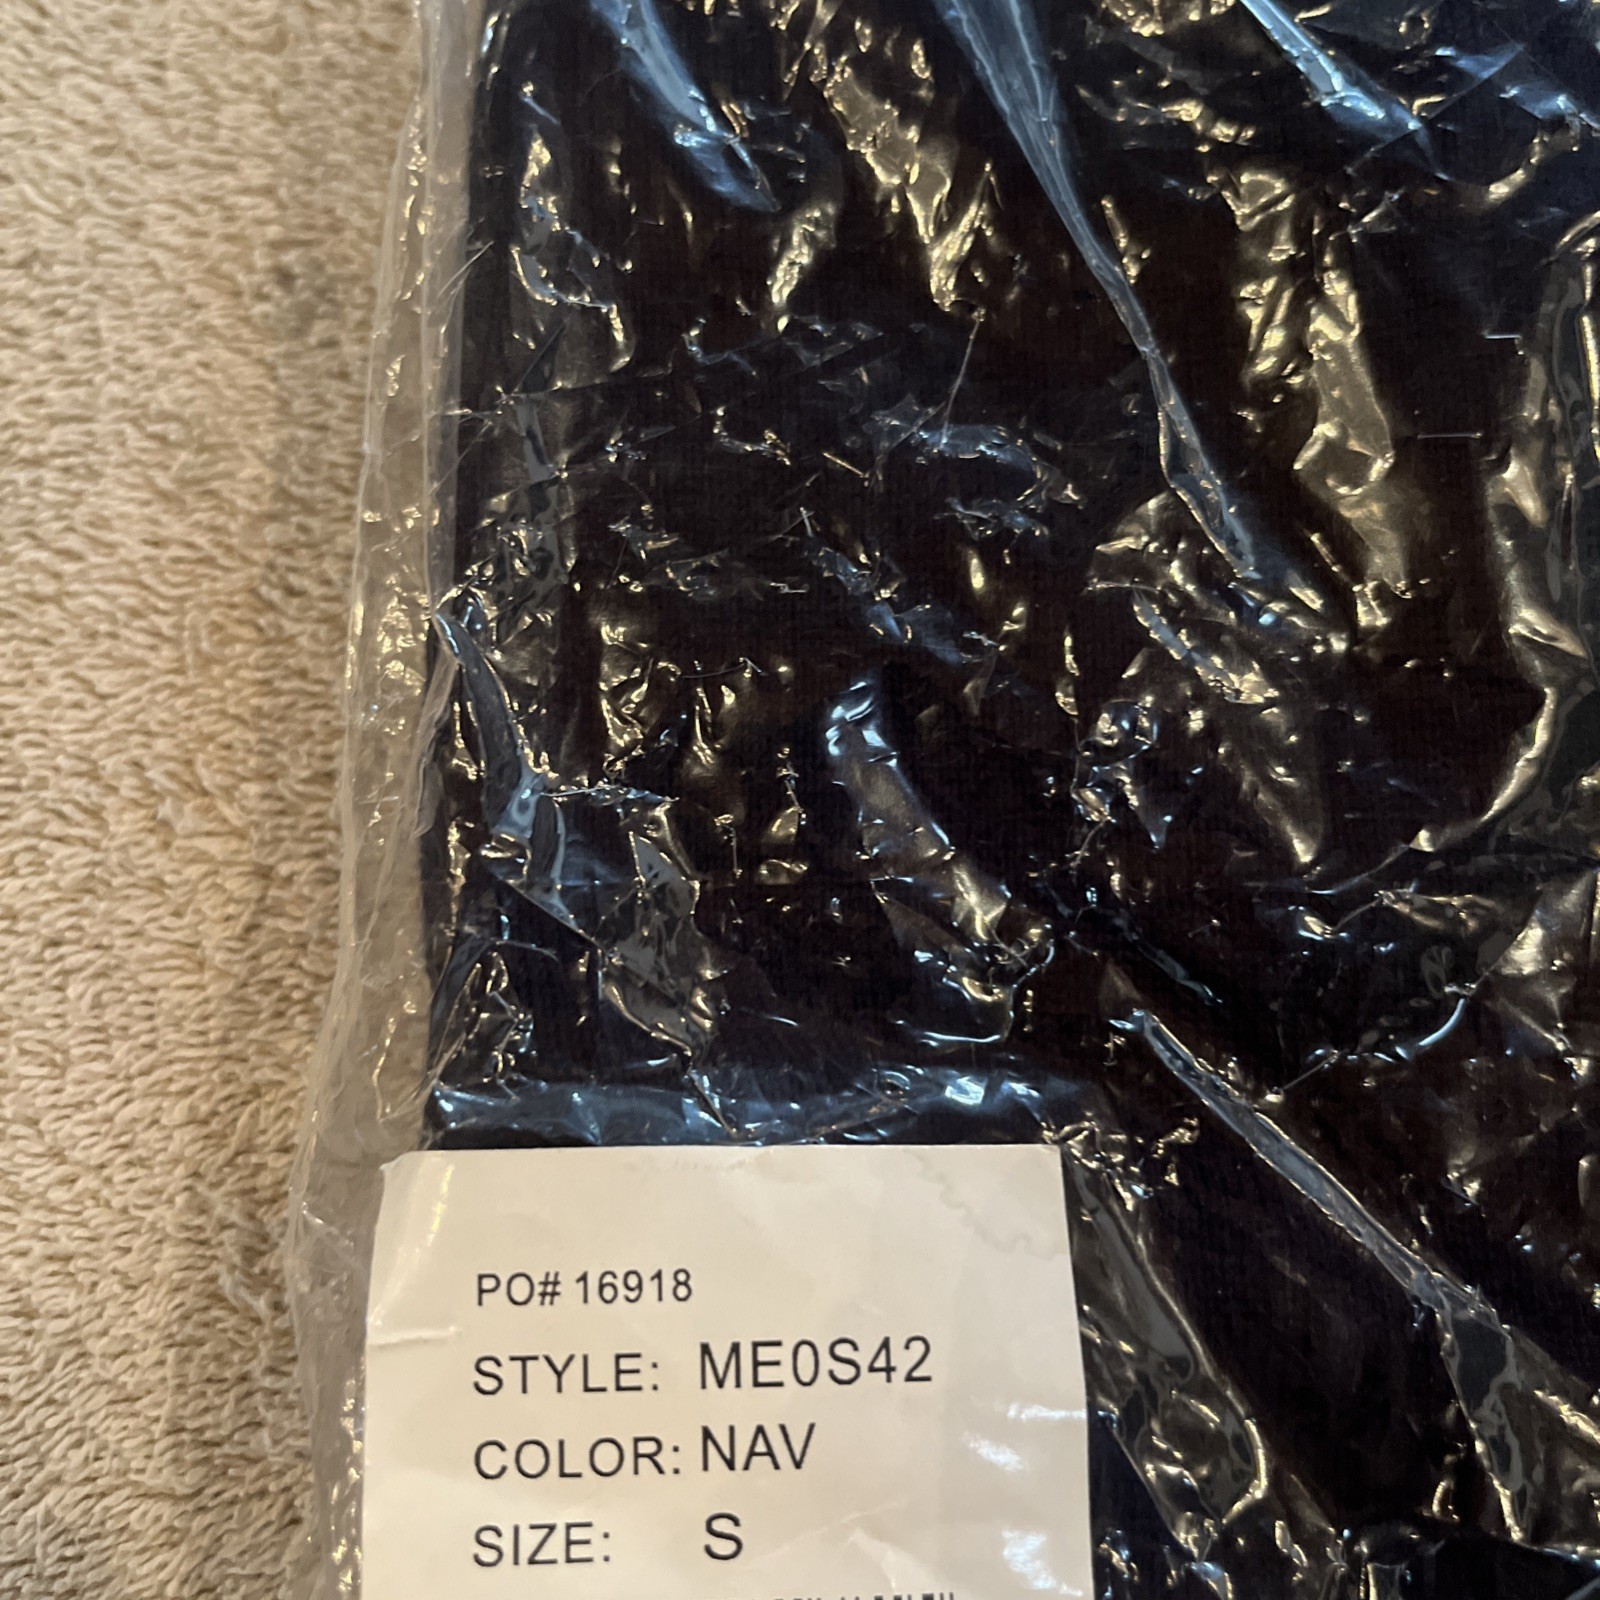 PO# 16918
STYLE: ME0S42
COLOR: NAV
SIZE: S